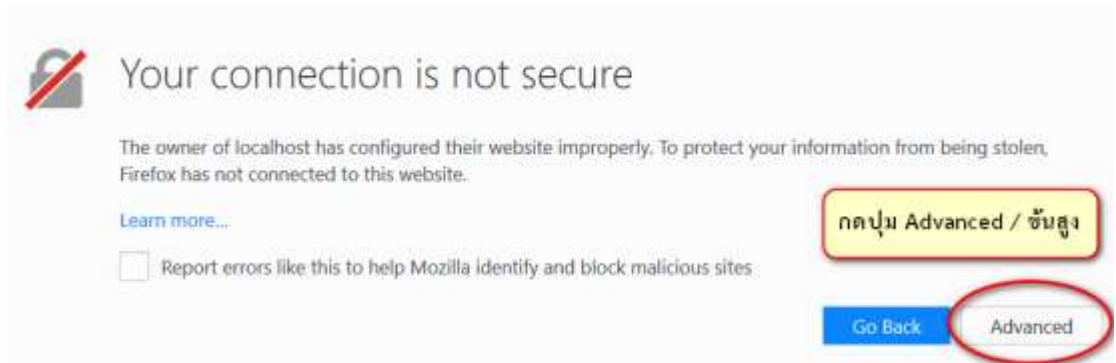 Your connection is not secure
The owner of localhost has configured their website improperly. To protect your information from being stolen,
Firefox has not connected to this website.
Learn more...
กดปุ่ม Advanced / ขั้นสูง
Report errors like this to help Mozilla identify and block malicious sites
Go Back
Advanced